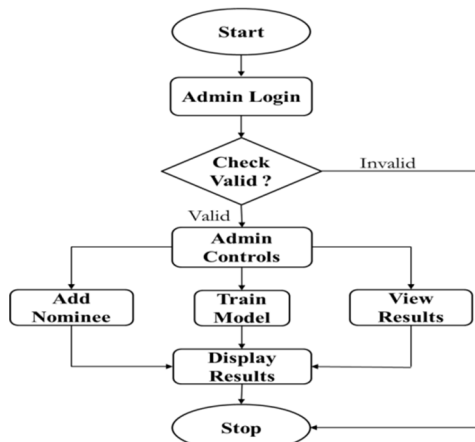 Start
Admin Login
Check
Valid ?
Invalid
Valid
Admin
Controls
Add
Nominee
Train
Model
View
Results
Display
Results
Stop